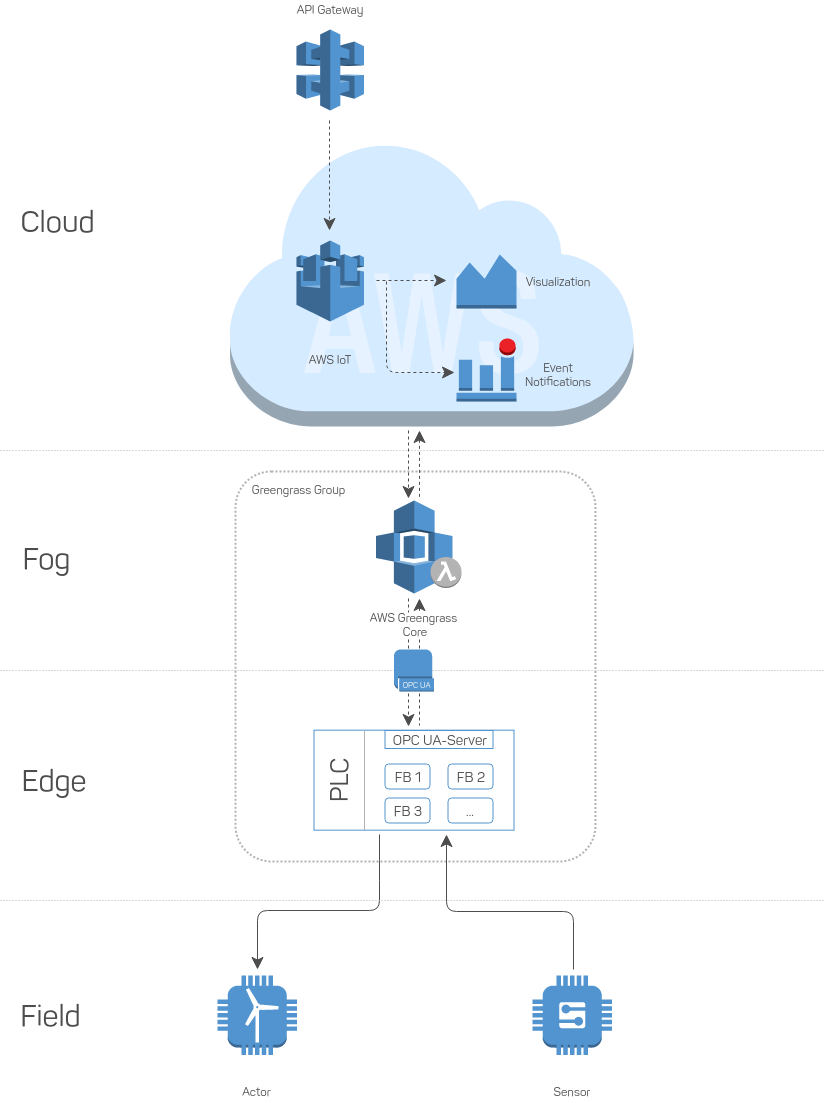 API Gateway
Cloud
AWS
Visualization
AWS IoT
Event
Notifications
Greengrass Group
Fog
λ
AWS Greengrass
Core
OPC UA
OPC UA-Server
Edge
PLC
FB 1
FB 2
FB 3
...
Field
Actor
Sensor